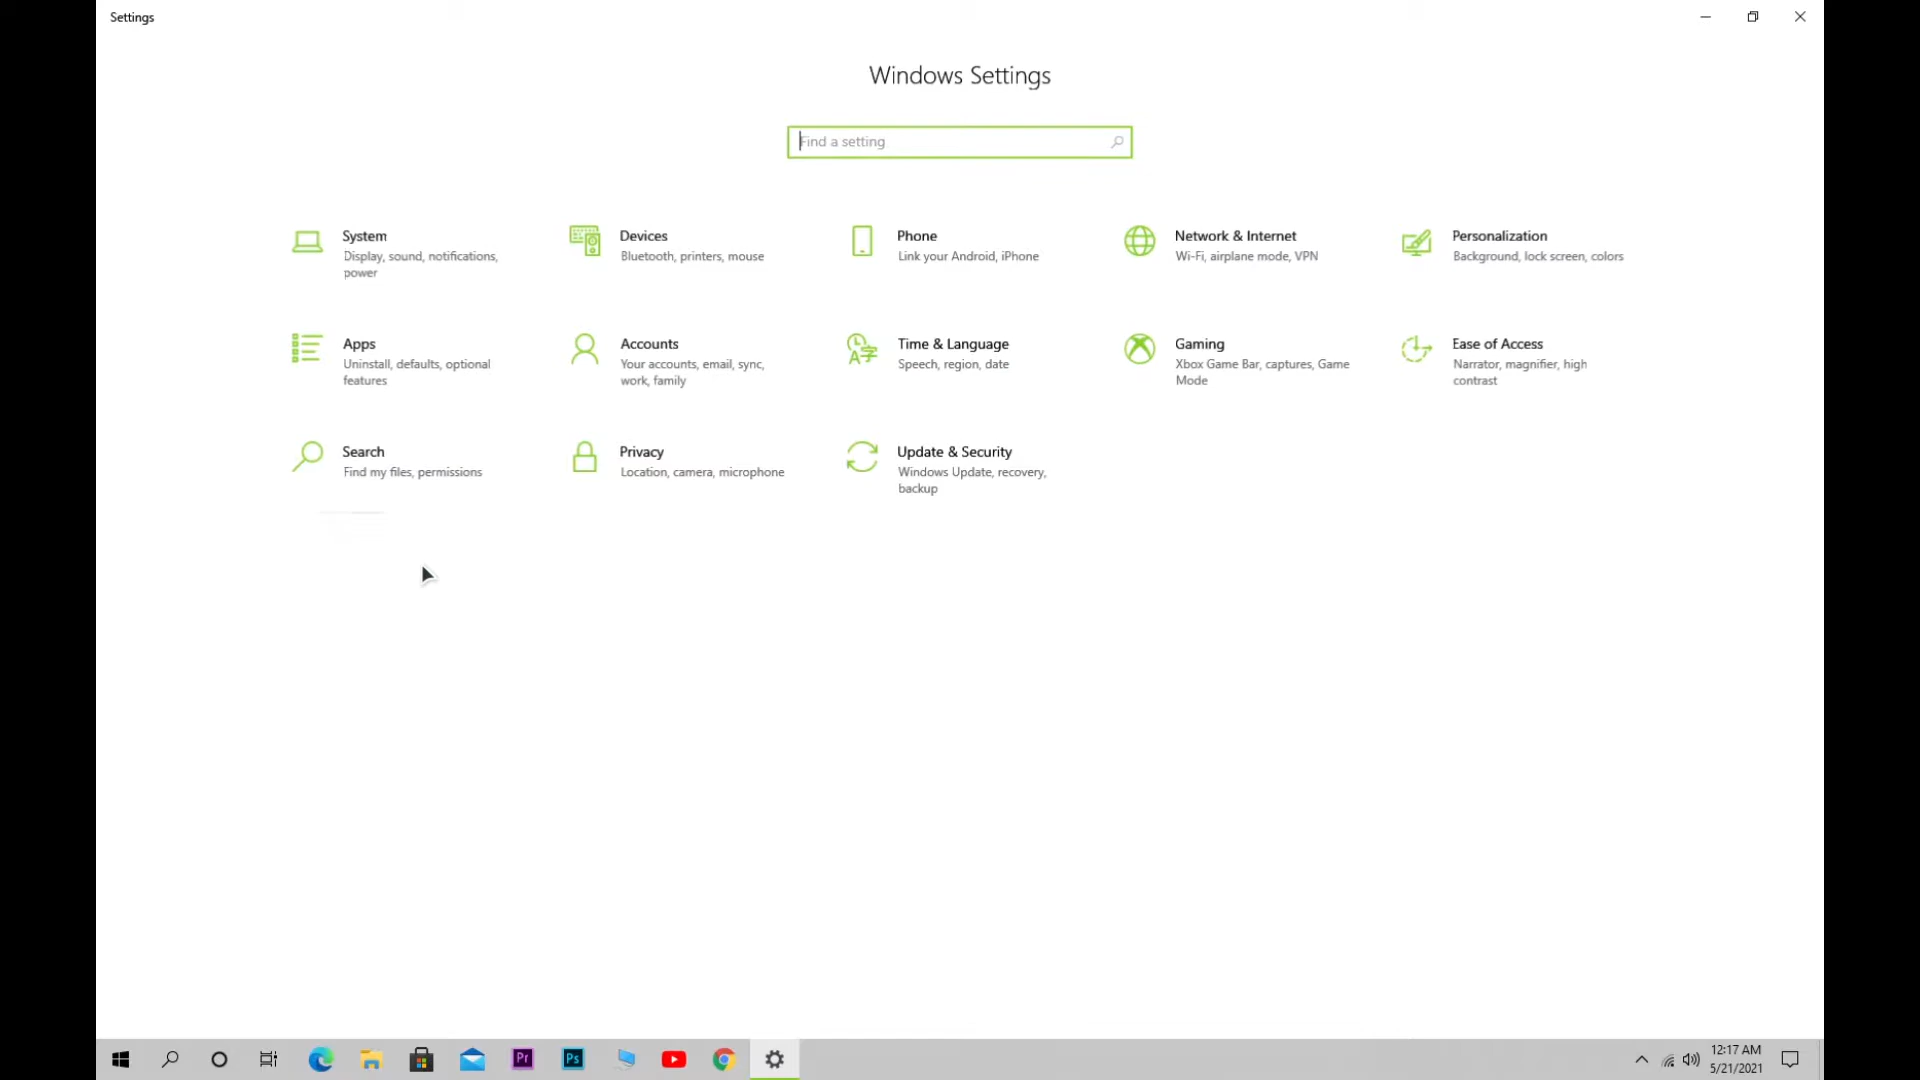 Settings
Windows Settings
Find a setting
System
Display, sound, notifications,
power
Devices
Bluetooth, printers, mouse
Phone
Link your Android, iPhone
Network & Internet
Wi-Fi, airplane mode, VPN
Personalization
Background, lock screen, colors
Apps
Uninstall, defaults, optional
features
Accounts
Your accounts, email, sync,
work, family
Time & Language
Speech, region, date
Gaming
Xbox Game Bar, captures, Game
Mode
Ease of Access
Narrator, magnifier, high
contrast
Search
Find my files, permissions
Privacy
Location, camera, microphone
Update & Security
Windows Update, recovery,
backup
Pr
Ps
12:17 AM
5/21/2021